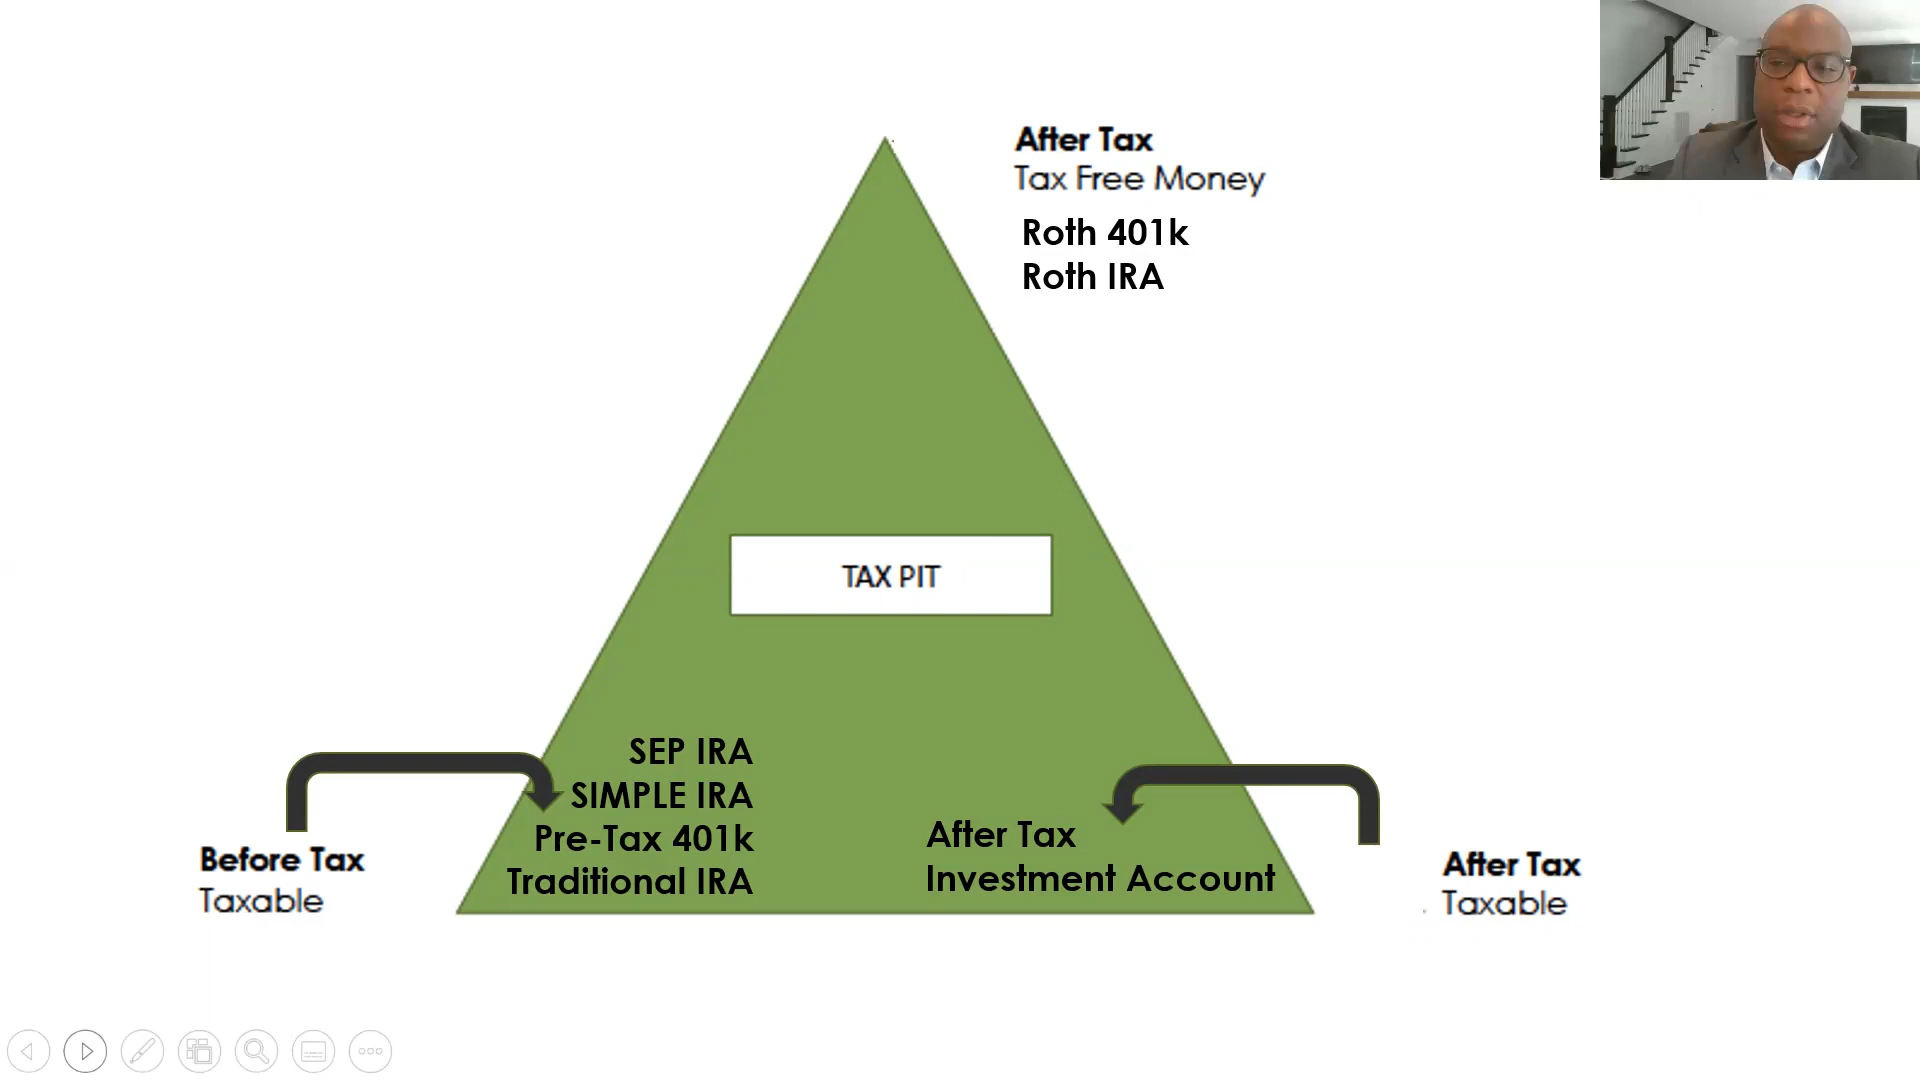 After Tax
Tax Free Money
Roth 401k
Roth IRA
TAX PIT
SEP IRA
SIMPLE IRA
Pre-Tax 401k
Traditional IRA
Before Tax
Taxable
After Tax
Investment Account
After Tax
Taxable